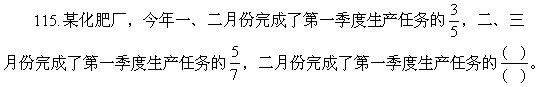 115.某化肥厂，今年一、二月份完成了第一季度生产任务的3/5，二、三
月份完成了第一季度生产任务的5/7，二月份完成了第一季度生产任务的( )/( )。